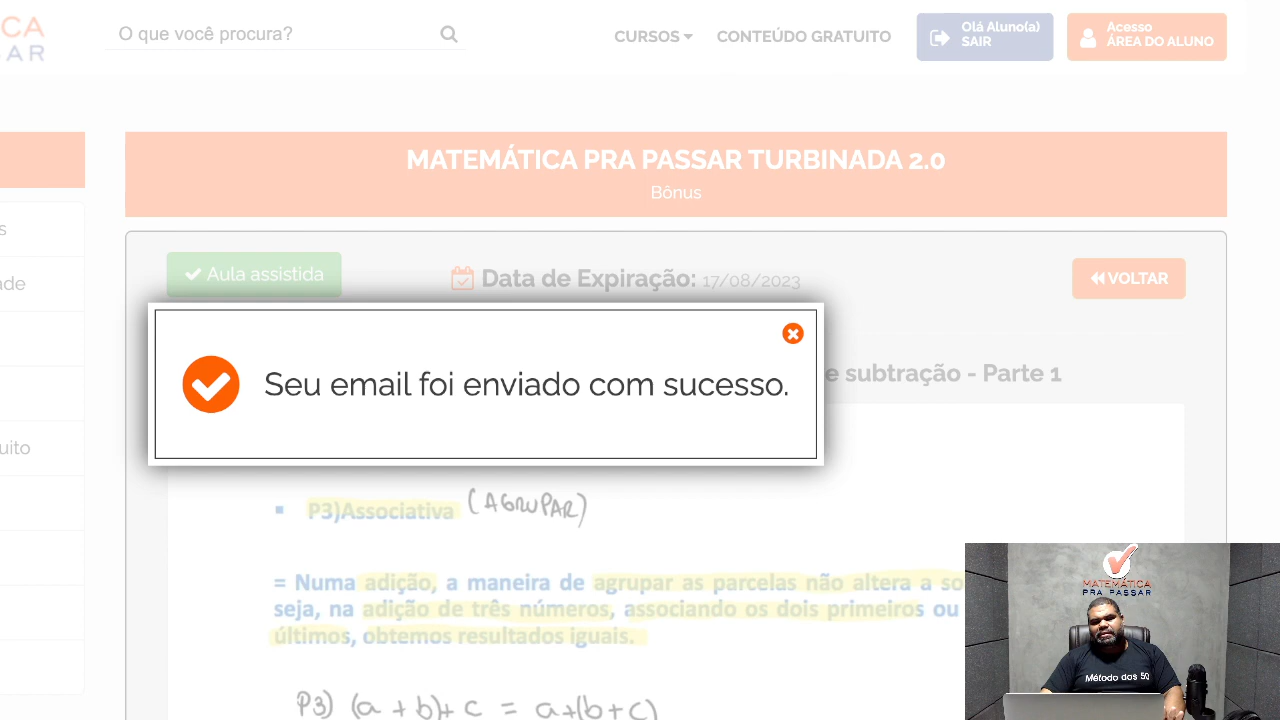 ICA
SSAR
O que você procura?
CURSOS
CONTEÚDO GRATUITO
Olá Aluno(a)
SAIR
Acesso
ÁREA DO ALUNO
MATEMÁTICA PRA PASSAR TURBINADA 2.0
Bônus
Aula assistida
Data de Expiração: 17/08/2023
VOLTAR
s
ade
uito
Seu email foi enviado com sucesso.
e subtração - Parte 1
P3)Associativa (AGRUPAR)
= Numa adição, a maneira de agrupar as parcelas não altera a so
seja, na adição de três números, associando os dois primeiros ou
últimos, obtemos resultados iguais.
P3) (a + b) + c = a+(b+c)
MATEMÁTICA
PRA PASSAR
Método dos 50